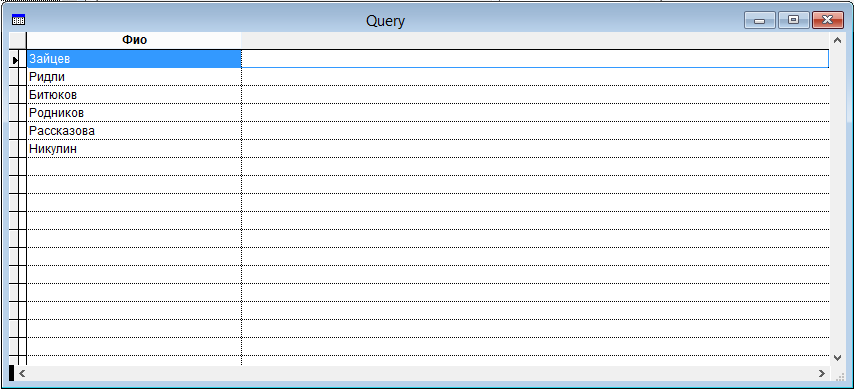 Query
Фио
Зайцев
Ридли
Битюков
Родников
Рассказова
Никулин